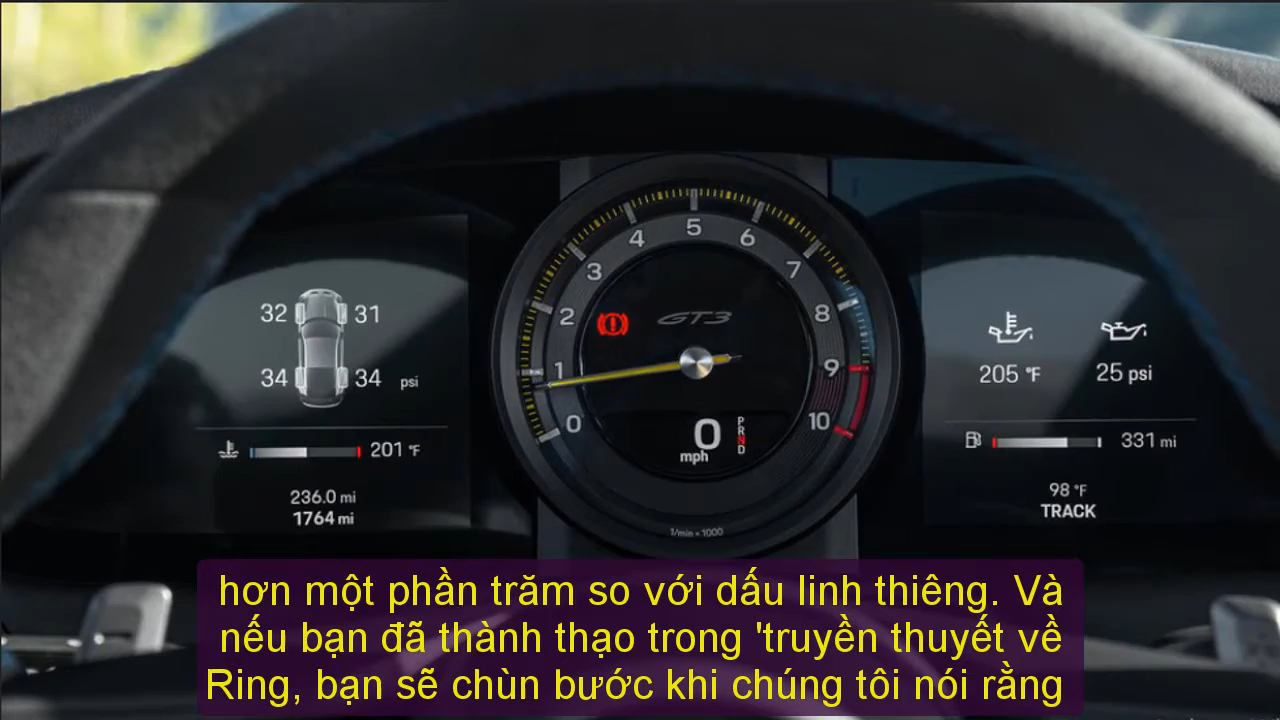 32 31
34 34 psi
201 °F
236.0 mi
1764 mi
0
1
2
3
4
5
6
7
8
9
10
GT3
0
mph
P
R
N
D
1/min × 1000
205 °F 25 psi
331 mi
98 °F
TRACK
hơn một phần trăm so với dấu linh thiêng. Và
nếu bạn đã thành thạo trong 'truyền thuyết về
Ring, bạn sẽ chùn bước khi chúng tôi nói rằng